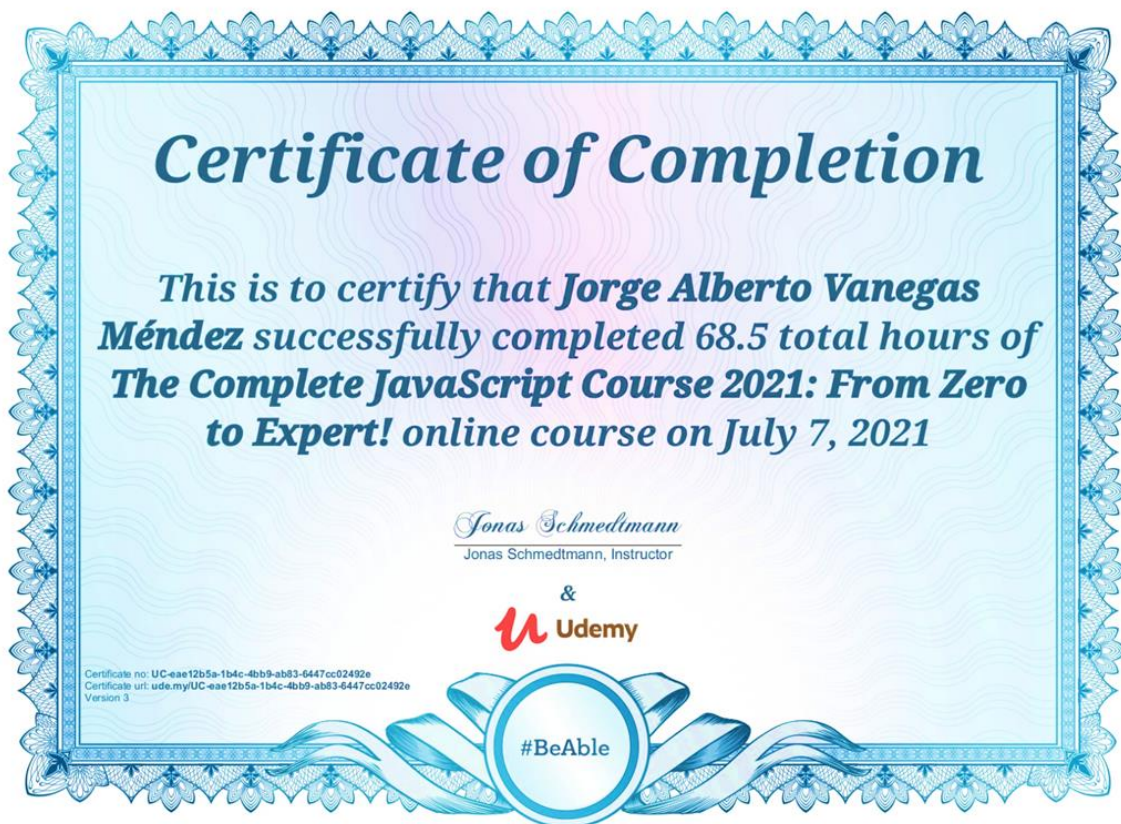 Certificate of Completion
This is to certify that Jorge Alberto Vanegas
Méndez successfully completed 68.5 total hours of
The Complete JavaScript Course 2021: From Zero
to Expert! online course on July 7, 2021
Jonas Schmedtmann
Jonas Schmedtmann, Instructor
&
Udemy
Certificate no: UC-eae12b5a-1b4c-4bb9-ab83-6447cc02492e
Certificate url: ude.my/UC-eae12b5a-1b4c-4bb9-ab83-6447cc02492e
Version 3
#BeAble